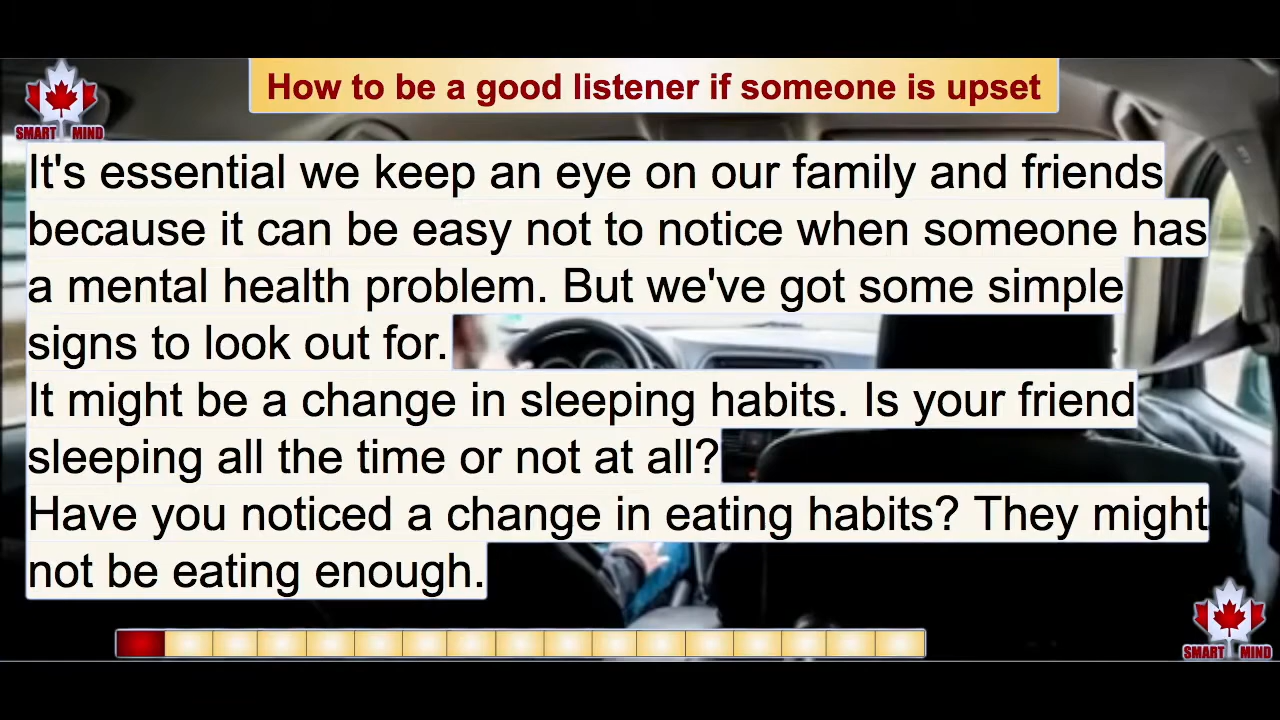 How to be a good listener if someone is upset
SMART MIND
It's essential we keep an eye on our family and friends
because it can be easy not to notice when someone has
a mental health problem. But we've got some simple
signs to look out for.
It might be a change in sleeping habits. Is your friend
sleeping all the time or not at all?
Have you noticed a change in eating habits? They might
not be eating enough.
SMART MIND